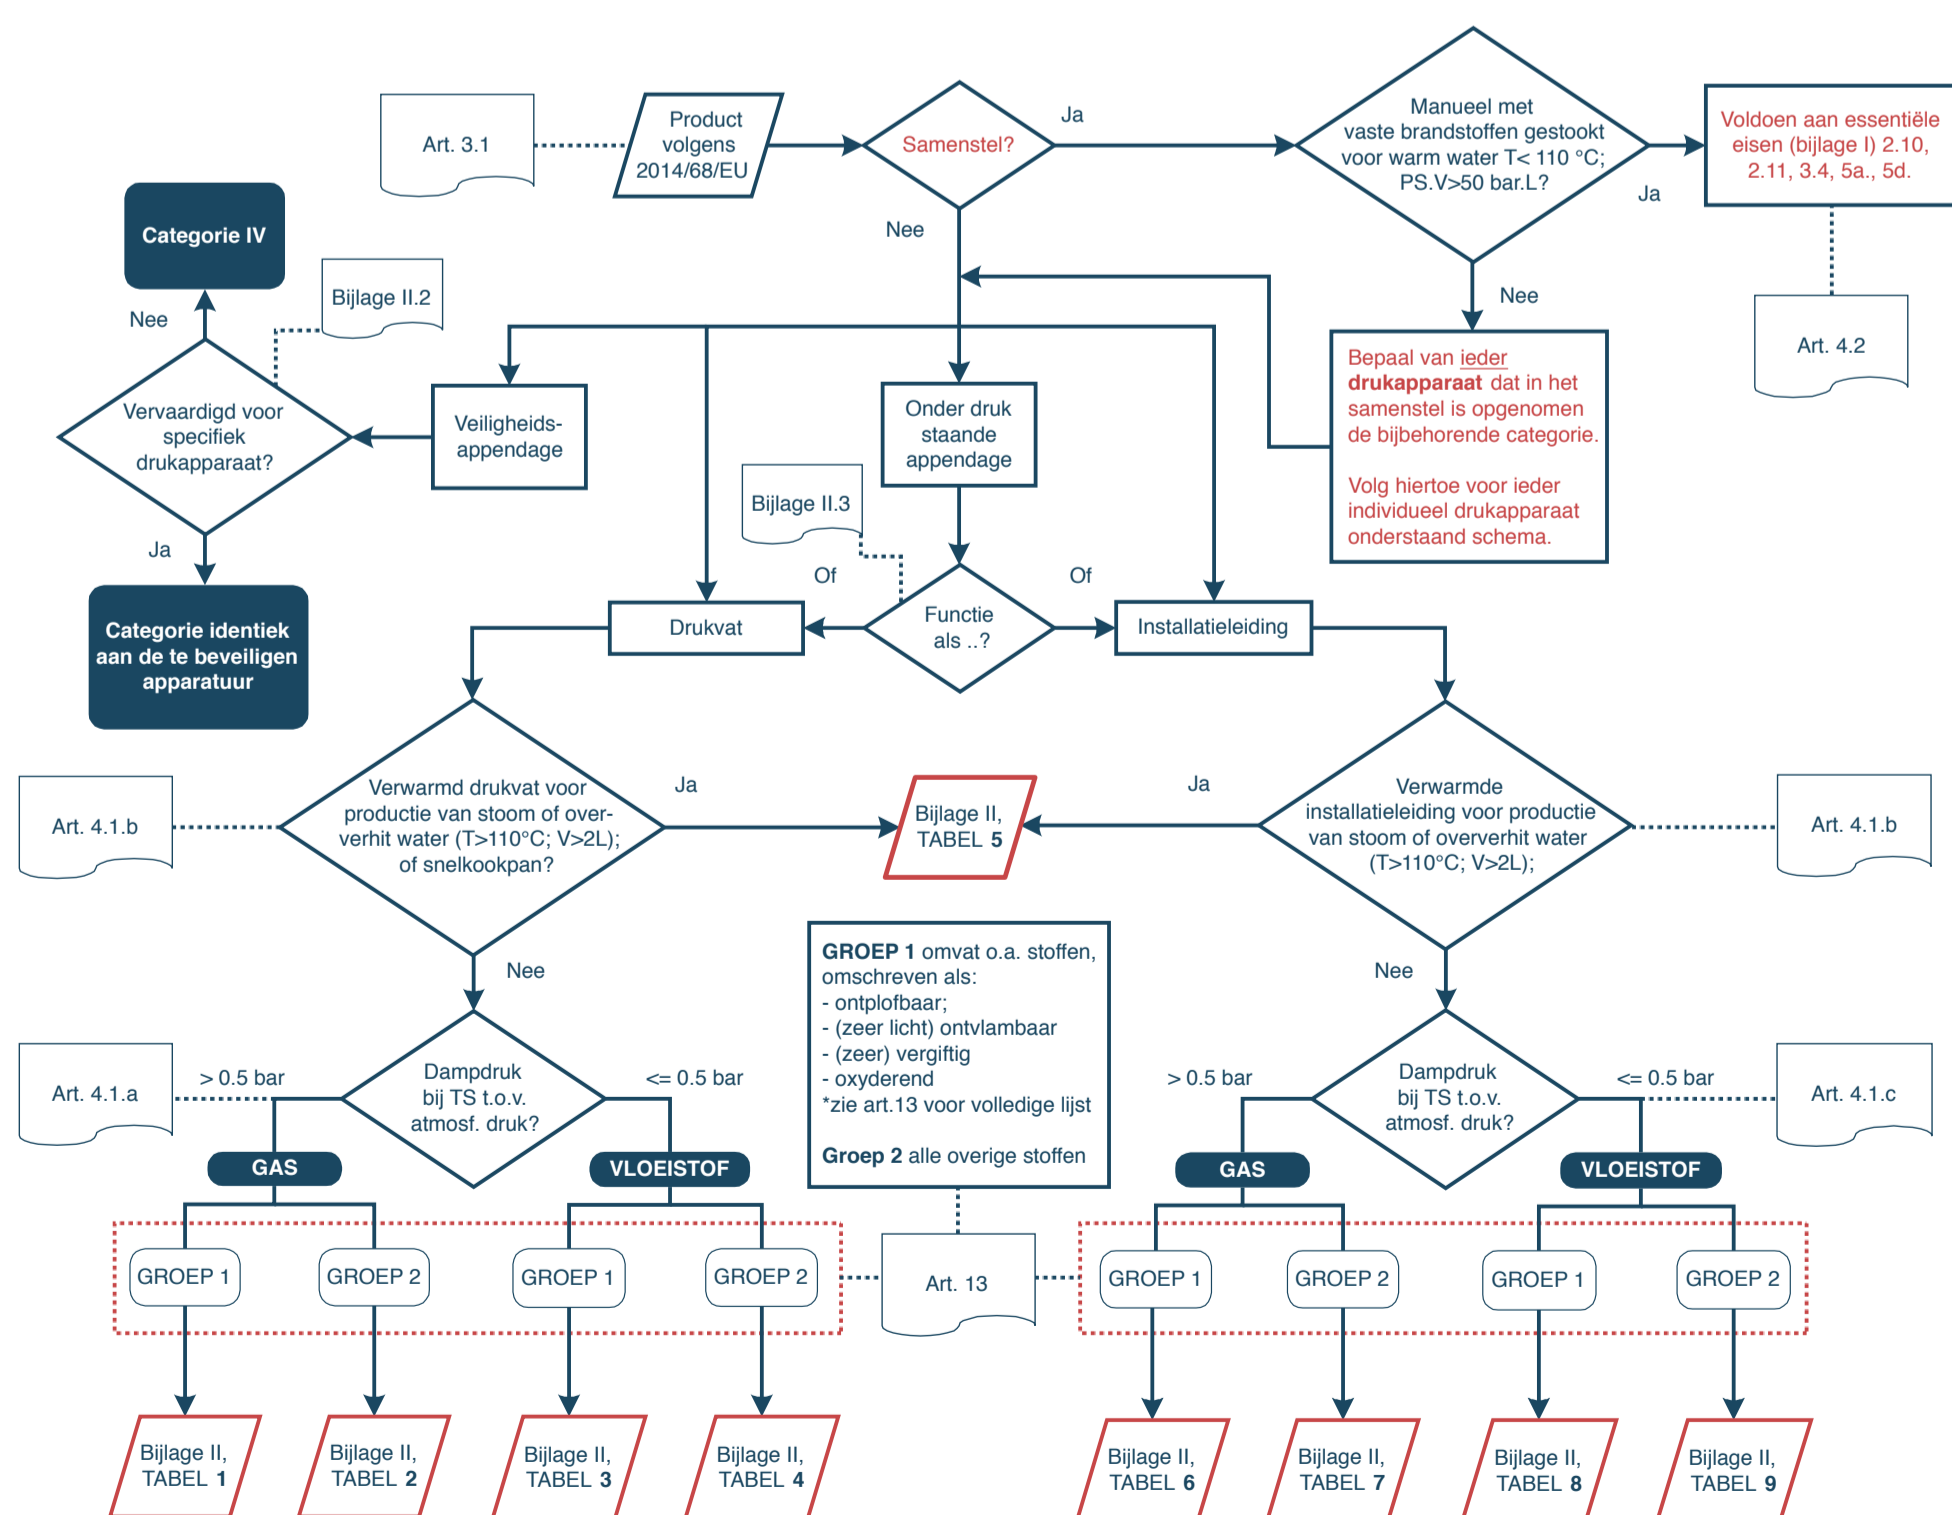 Art. 3.1
Product
volgens
2014/68/EU
Samenstel?
Ja
Manueel met
vaste brandstoffen gestookt
voor warm water T< 110 °C;
PS.V>50 bar.L?
Ja
Voldoen aan essentiële
eisen (bijlage I) 2.10,
2.11, 3.4, 5a., 5d.
Nee
Nee
Art. 4.2
Categorie IV
Nee
Bijlage II.2
Vervaardigd voor
specifiek
drukapparaat?
Veiligheids-
appendage
Onder druk
staande
appendage
Bepaal van ieder
drukapparaat dat in het
samenstel is opgenomen
de bijbehorende categorie.
Volg hiertoe voor ieder
individueel drukapparaat
onderstaand schema.
Bijlage II.3
Ja
Categorie identiek
aan de te beveiligen
apparatuur
Of
Of
Drukvat
Functie
als ..?
Installatieleiding
Art. 4.1.b
Verwarmd drukvat voor
productie van stoom of over-
verhit water (T>110°C; V>2L);
of snelkookpan?
Ja
Bijlage II,
TABEL 5
Ja
Verwarmde
installatieleiding voor productie
van stoom of oververhit water
(T>110°C; V>2L);
Art. 4.1.b
Nee
Nee
GROEP 1 omvat o.a. stoffen,
omschreven als:
- ontplofbaar;
- (zeer licht) ontvlambaar
- (zeer) vergiftig
- oxyderend
*zie art.13 voor volledige lijst
Groep 2 alle overige stoffen
Art. 4.1.a
> 0.5 bar
Dampdruk
bij TS t.o.v.
atmosf. druk?
<= 0.5 bar
> 0.5 bar
Dampdruk
bij TS t.o.v.
atmosf. druk?
<= 0.5 bar
Art. 4.1.c
GAS
VLOEISTOF
GAS
VLOEISTOF
GROEP 1
GROEP 2
GROEP 1
GROEP 2
Art. 13
GROEP 1
GROEP 2
GROEP 1
GROEP 2
Bijlage II,
TABEL 1
Bijlage II,
TABEL 2
Bijlage II,
TABEL 3
Bijlage II,
TABEL 4
Bijlage II,
TABEL 6
Bijlage II,
TABEL 7
Bijlage II,
TABEL 8
Bijlage II,
TABEL 9